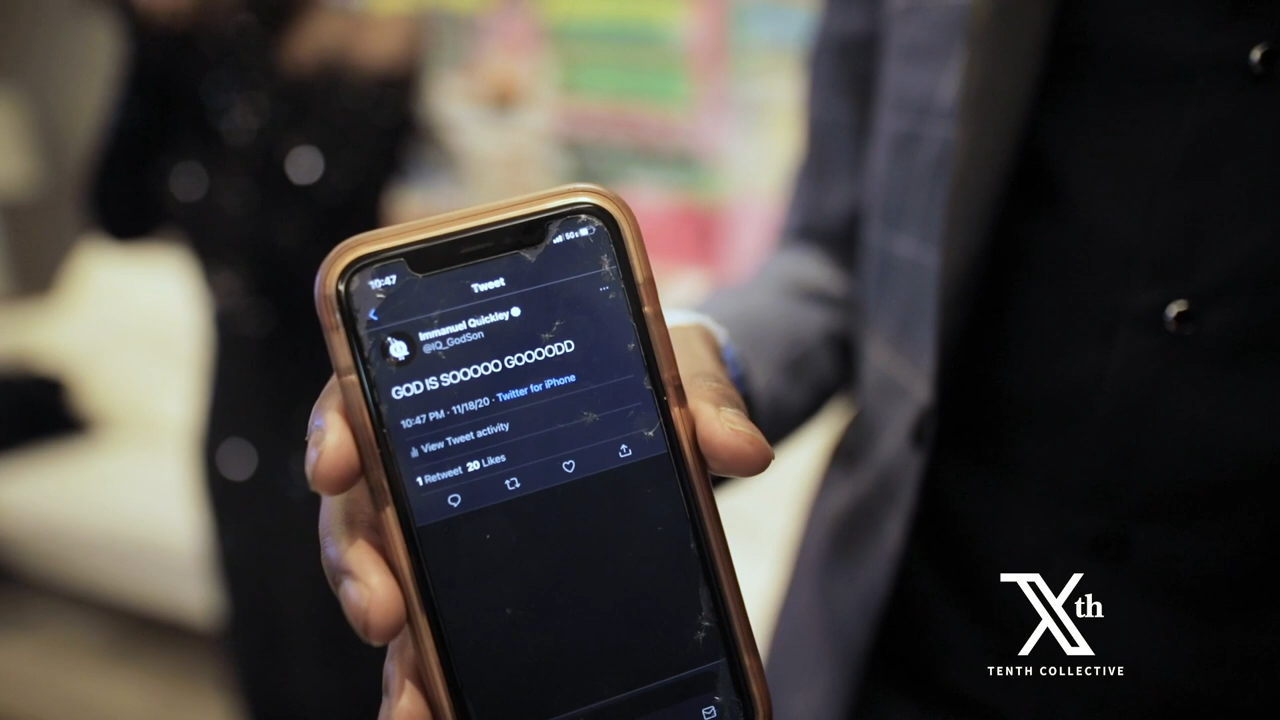 10:47
5G
Tweet
Immanuel Quickley
@IQ_GodSon
GOD IS SOOOOO GOOOODD
10:47 PM · 11/18/20 · Twitter for iPhone
View Tweet activity
1 Retweet 20 Likes
Xth
TENTH COLLECTIVE